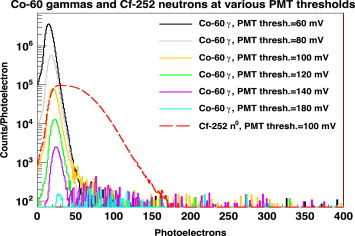 Co-60 gammas and Cf-252 neutrons at various PMT thresholds
Co-60 γ, PMT thresh.=60 mV
Co-60 γ, PMT thresh.=80 mV
Co-60 γ, PMT thresh.=100 mV
Co-60 γ, PMT thresh.=120 mV
Co-60 γ, PMT thresh.=140 mV
Co-60 γ, PMT thresh.=180 mV
Cf-252 n⁰, PMT thresh.=100 mV
Counts/Photoelectron
10⁶
10⁵
10⁴
10³
10²
0 50 100 150 200 250 300 350 400
Photoelectrons